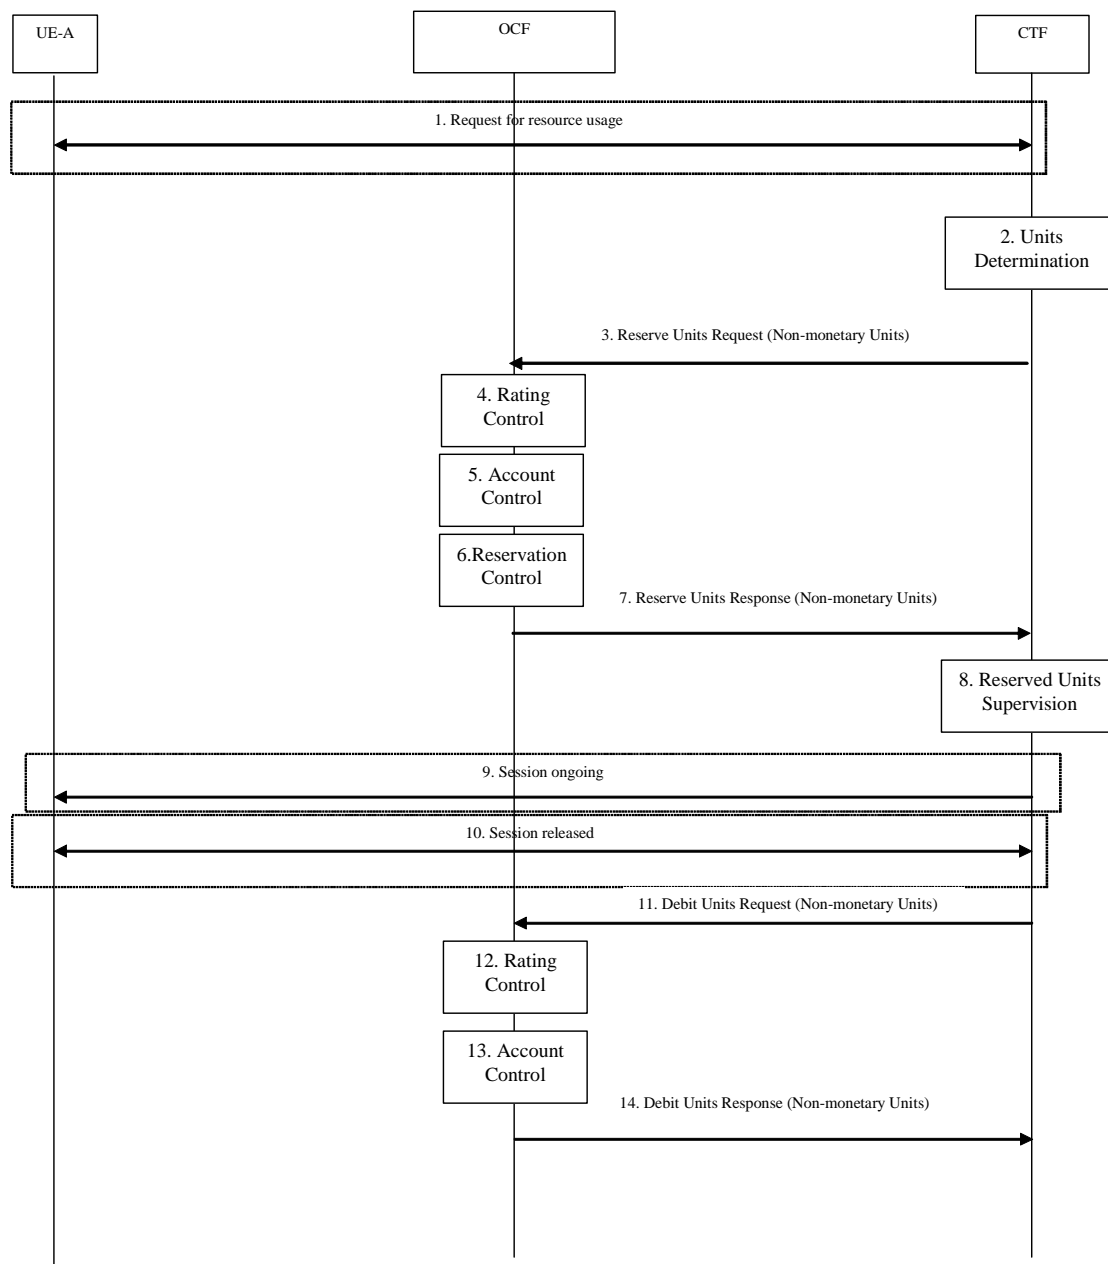 UE-A
OCF
CTF
1. Request for resource usage
2. Units
Determination
3. Reserve Units Request (Non-monetary Units)
4. Rating
Control
5. Account
Control
6.Reservation
Control
7. Reserve Units Response (Non-monetary Units)
8. Reserved Units
Supervision
9. Session ongoing
10. Session released
11. Debit Units Request (Non-monetary Units)
12. Rating
Control
13. Account
Control
14. Debit Units Response (Non-monetary Units)